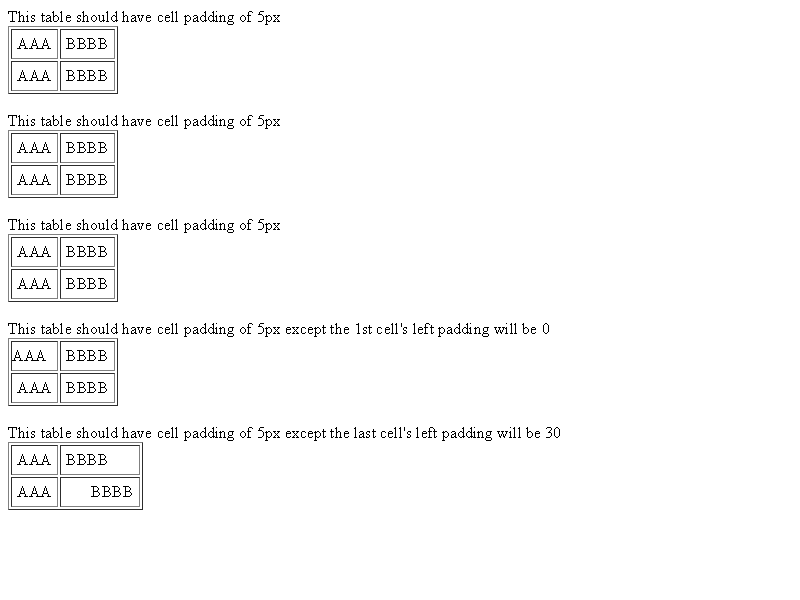 This table should have cell padding of 5px
AAA BBBB
AAA BBBB
This table should have cell padding of 5px
AAA BBBB
AAA BBBB
This table should have cell padding of 5px
AAA BBBB
AAA BBBB
This table should have cell padding of 5px except the 1st cell's left padding will be 0
AAA BBBB
AAA BBBB
This table should have cell padding of 5px except the last cell's left padding will be 30
AAA BBBB
AAA BBBB